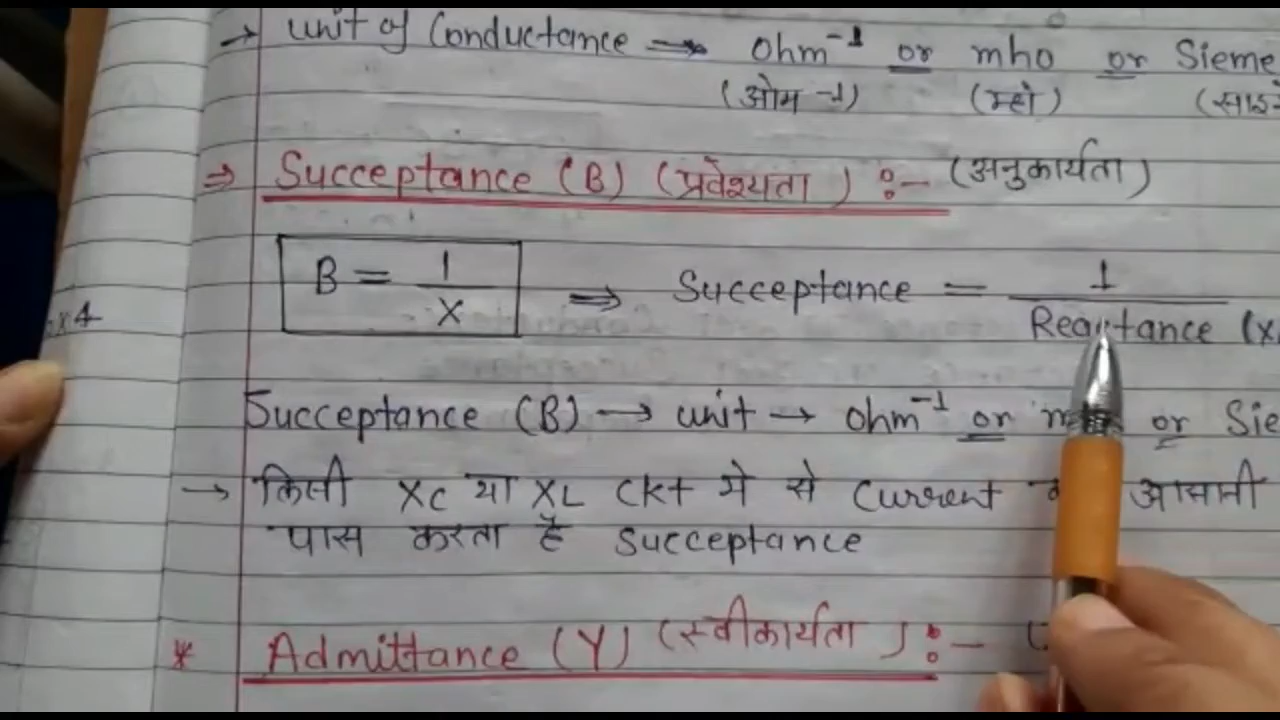 → unit of Conductance → ohm⁻¹ or mho or Sieme
(ओम -1) (म्हो) (साइ
⇒ Succeptance (B) (प्रवेश्यता) :- (अनुकार्यता)
B = 1/X ⇒ Succeptance = 1/Reactance (X
x4
Succeptance (B) → unit → ohm⁻¹ or or Sie
→ किसी XC या XL Ckt मे से Current आसानी
पास करता है Succeptance
* Admittance (Y) (स्वीकार्यता) :- (